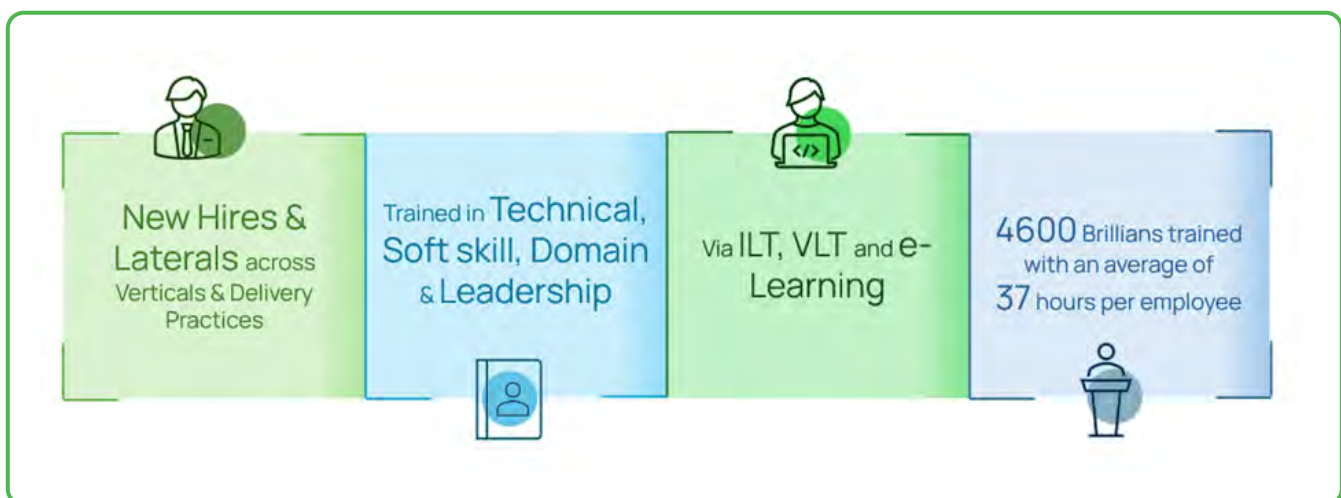 New Hires &
Laterals across
Verticals & Delivery
Practices
Trained in Technical,
Soft skill, Domain
& Leadership
Via ILT, VLT and e-
Learning
</>
4600 Brillians trained
with an average of
37 hours per employee